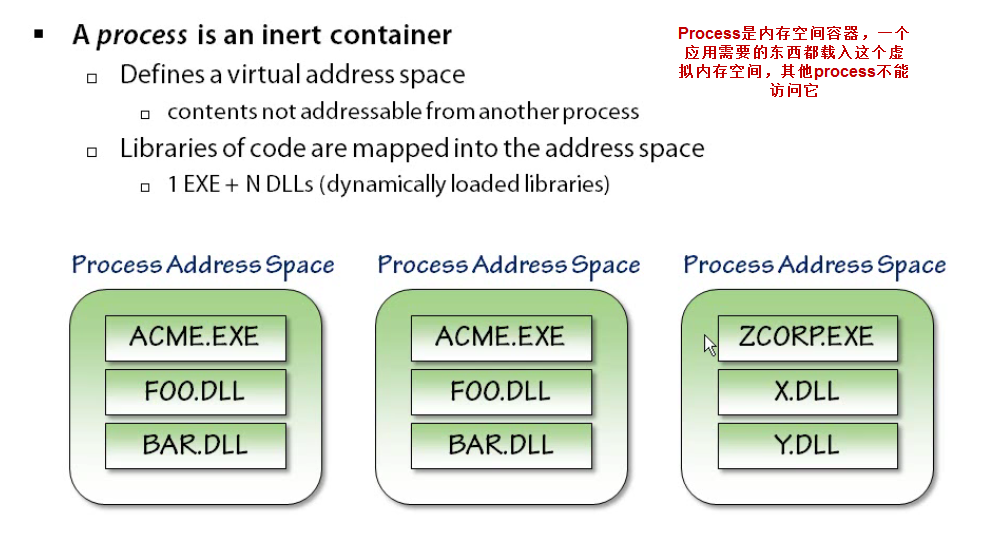 A process is an inert container
Process是内存空间容器，一个
应用需要的东西都载入这个虚
拟内存空间，其他process不能
访问它
Defines a virtual address space
contents not addressable from another process
Libraries of code are mapped into the address space
1 EXE + N DLLs (dynamically loaded libraries)
Process Address Space
ACME.EXE
FOO.DLL
BAR.DLL
Process Address Space
ACME.EXE
FOO.DLL
BAR.DLL
Process Address Space
ZCORP.EXE
X.DLL
Y.DLL